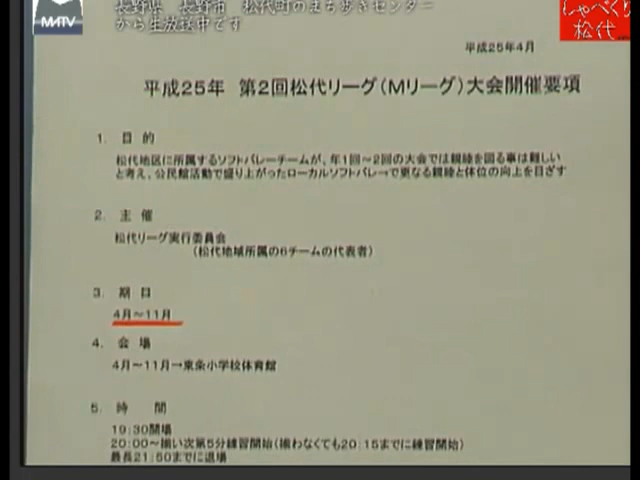 長野県 長野市 松代町のまち歩きセンター
から生放送中です
MATV
しゃべくり
松代
平成25年4月
平成25年 第2回松代リーグ(Mリーグ)大会開催要項
1. 目 的
松代地区に所属するソフトバレーチームが、年1回〜2回の大会では親睦を図る事は難しい
と考え、公民館活動で盛り上がったローカルソフトバレーで更なる親睦と体位の向上を目ざす
2. 主 催
松代リーグ実行委員会
(松代地域所属の6チームの代表者)
3. 期 日
4月〜11月
4. 会 場
4月〜11月→東条小学校体育館
5. 時 間
19:30開場
20:00〜揃い次第5分練習開始(揃わなくても20:15までに練習開始)
最長21:50までに退場